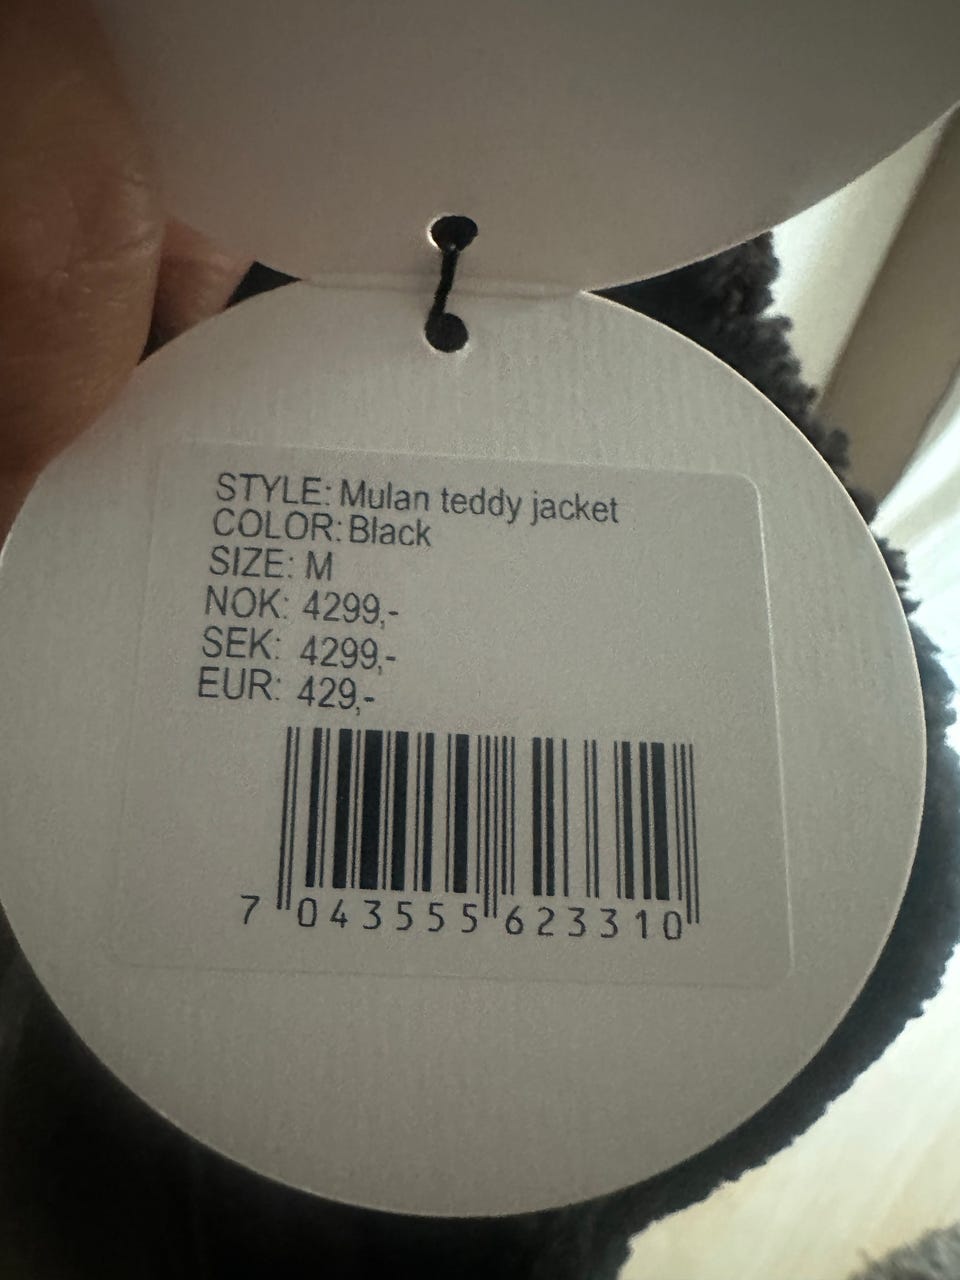 STYLE: Mulan teddy jacket
COLOR: Black
SIZE: M
NOK: 4299,-
SEK: 4299,-
EUR: 429,-
7 043555 623310